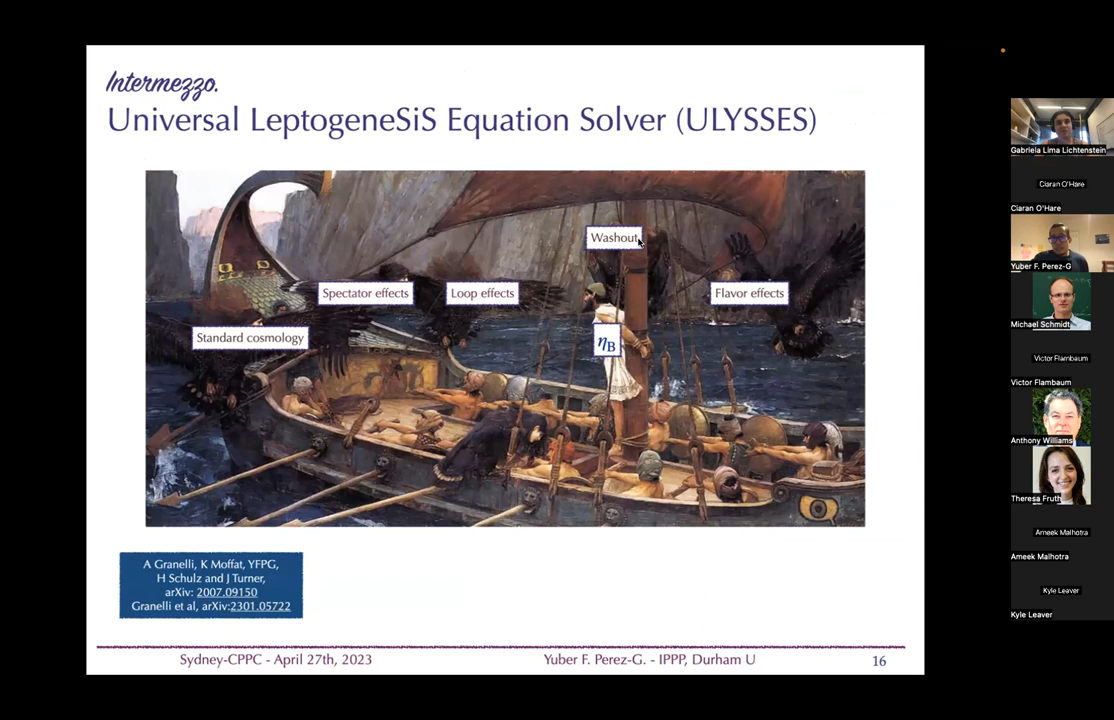 Intermezzo.
Universal LeptogeneSiS Equation Solver (ULYSSES)
Washout
Spectator effects
Loop effects
Flavor effects
Standard cosmology
ηB
A Granelli, K Moffat, YFPG,
H Schulz and J Turner,
arXiv: 2007.09150
Granelli et al, arXiv:2301.05722
Sydney-CPPC - April 27th, 2023
Yuber F. Perez-G. - IPPP, Durham U
16
Gabriela Lima Lichtenstein
Ciaran O'Hare
Ciaran O'Hare
Yuber F. Perez-G
Michael Schmidt
Victor Flambaum
Victor Flambaum
Anthony Williams
Theresa Fruth
Ameek Malhotra
Ameek Malhotra
Kyle Leaver
Kyle Leaver